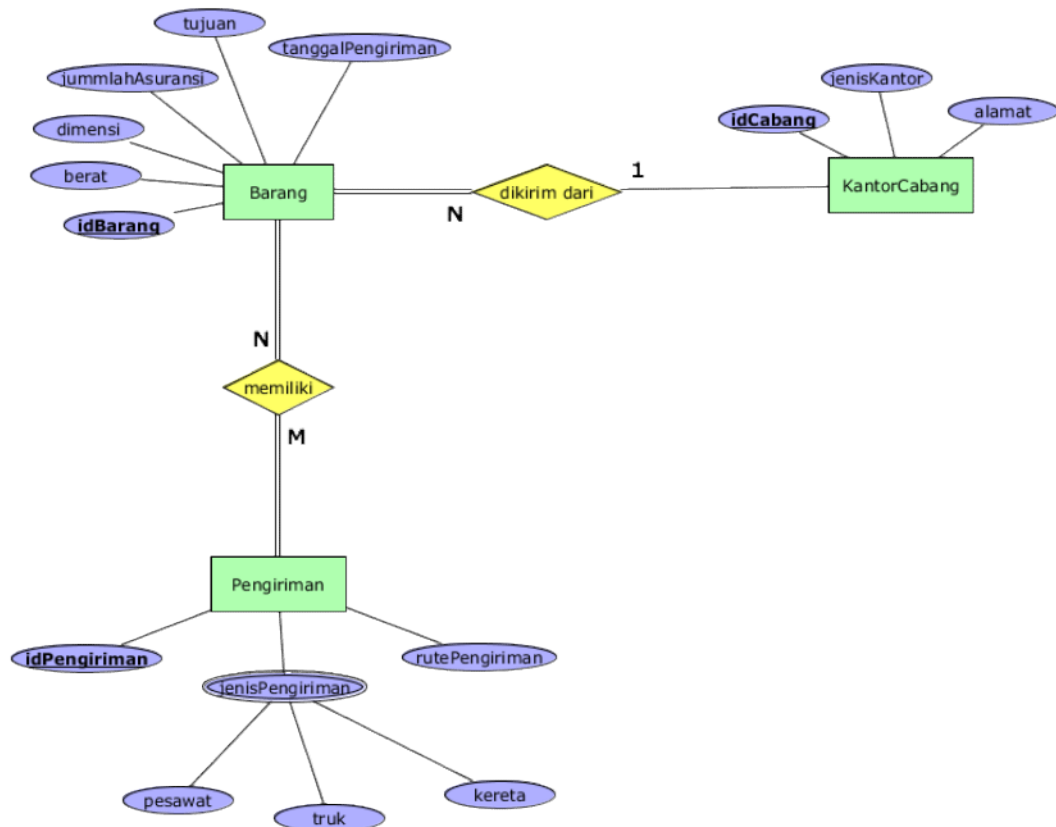 tujuan
tanggalPengiriman
jummlahAsuransi
dimensi
berat
idBarang
Barang
N
dikirim dari
1
jenisKantor
idCabang
alamat
KantorCabang
N
memiliki
M
Pengiriman
idPengiriman
jenisPengiriman
rutePengiriman
pesawat
truk
kereta